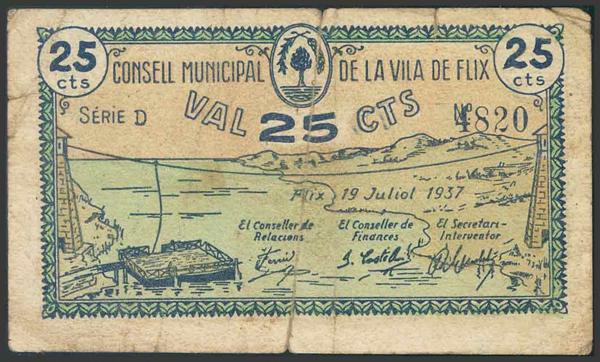 25 cts
25 cts
CONSELL MUNICIPAL DE LA VILA DE FLIX
VAL 25 CTS
SÈRIE D
Nº 4820
Flix 19 Juliol 1937
El Conseller de Relacions
El Conseller de Finances
El Secretari-Interventor